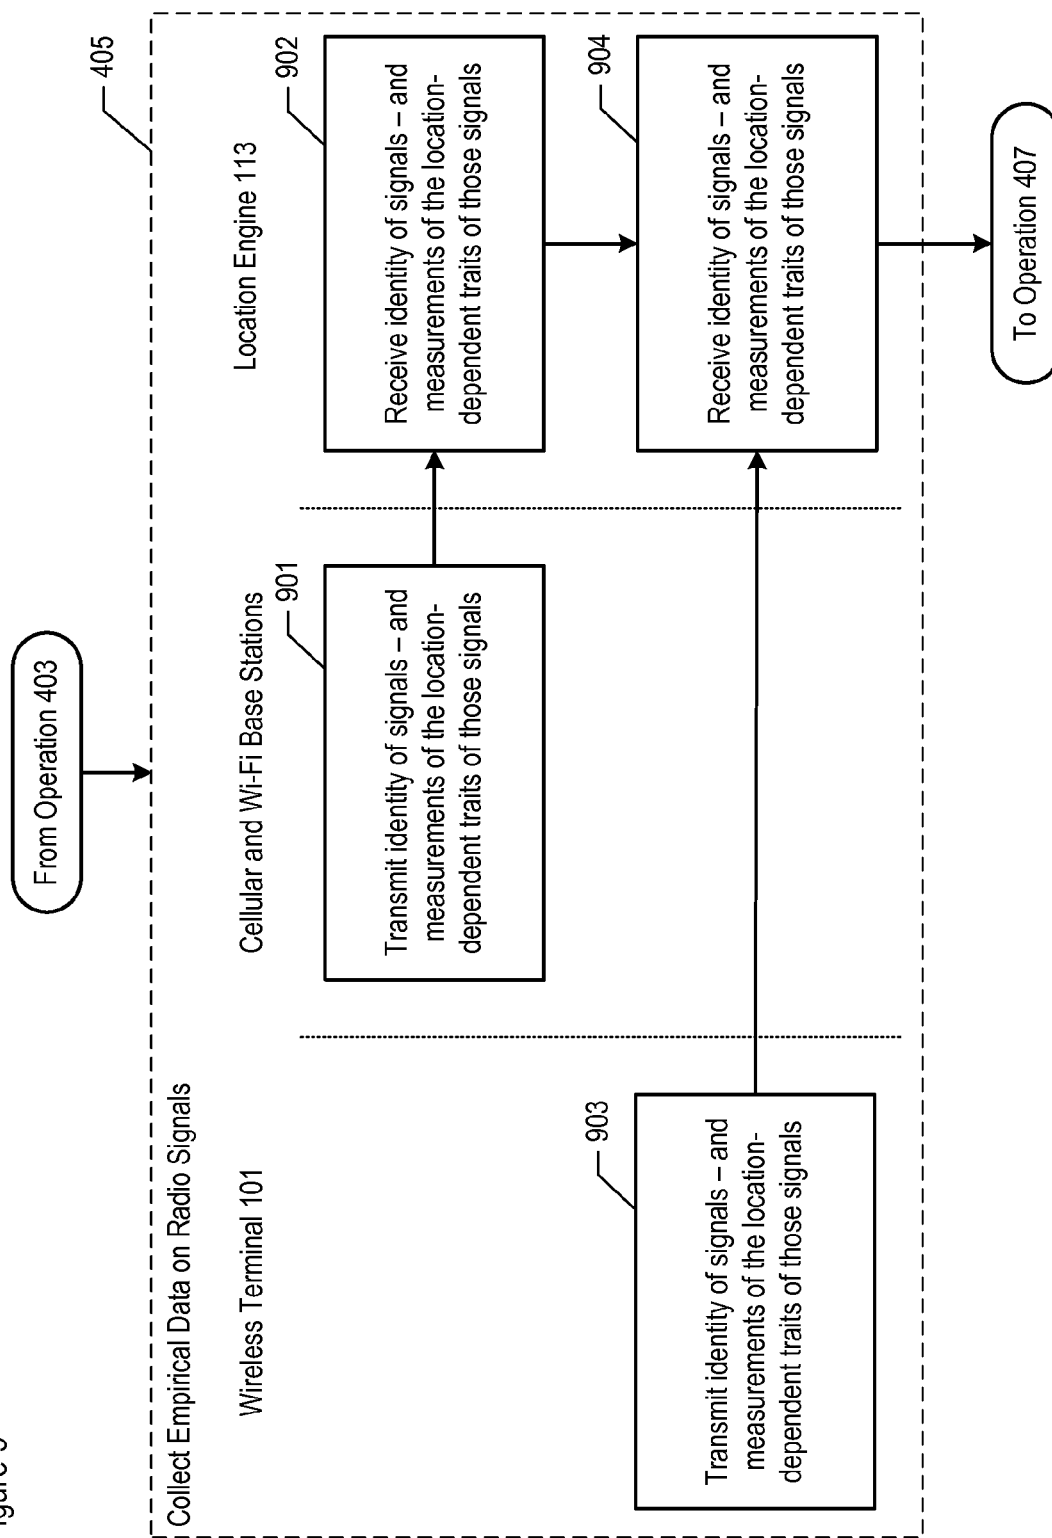 From Operation 403
405
Collect Empirical Data on Radio Signals
Wireless Terminal 101
Cellular and Wi-Fi Base Stations
Location Engine 113
901
Transmit identity of signals – and
measurements of the location-
dependent traits of those signals
902
Receive identity of signals – and
measurements of the location-
dependent traits of those signals
903
Transmit identity of signals – and
measurements of the location-
dependent traits of those signals
904
Receive identity of signals – and
measurements of the location-
dependent traits of those signals
To Operation 407